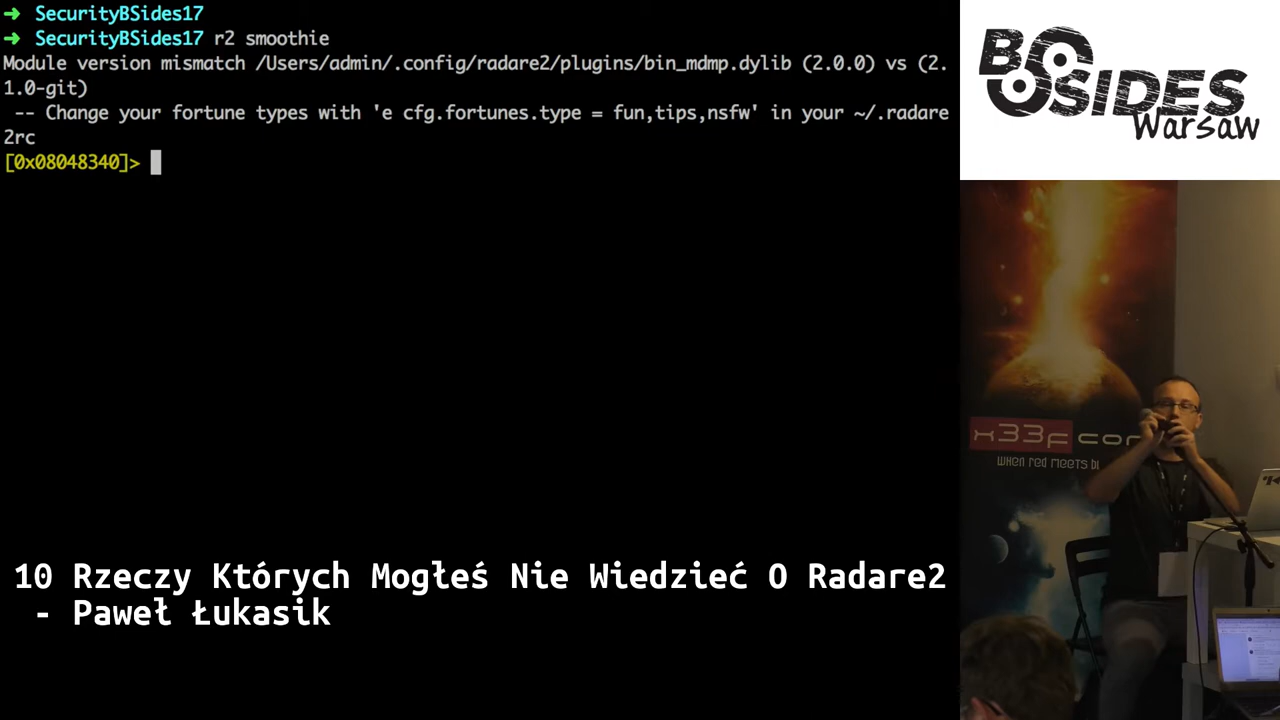 ➜ SecurityBSides17
➜ SecurityBSides17 r2 smoothie
Module version mismatch /Users/admin/.config/radare2/plugins/bin_mdmp.dylib (2.0.0) vs (2.
1.0-git)
-- Change your fortune types with 'e cfg.fortunes.type = fun,tips,nsfw' in your ~/.radare
2rc
[0x08048340]>
BSIDES
Warsaw
x33f con
when red meets bl
10 Rzeczy Których Mogłeś Nie Wiedzieć O Radare2
- Paweł Łukasik